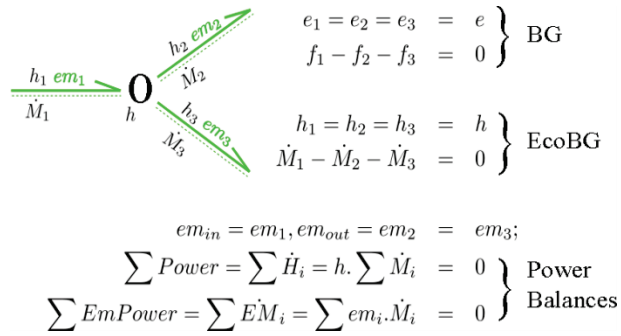 h₁ em₁
Ṁ₁
0
h
h₂ em₂
Ṁ₂
h₃ em₃
Ṁ₃
e₁ = e₂ = e₃ = e
f₁ − f₂ − f₃ = 0
} BG
h₁ = h₂ = h₃ = h
Ṁ₁ − Ṁ₂ − Ṁ₃ = 0
} EcoBG
em_in = em₁, em_out = em₂ = em₃;
∑ Power = ∑ Ḣᵢ = h. ∑ Ṁᵢ = 0
∑ EmPower = ∑ EṀᵢ = ∑ emᵢ.Ṁᵢ = 0
} Power
Balances